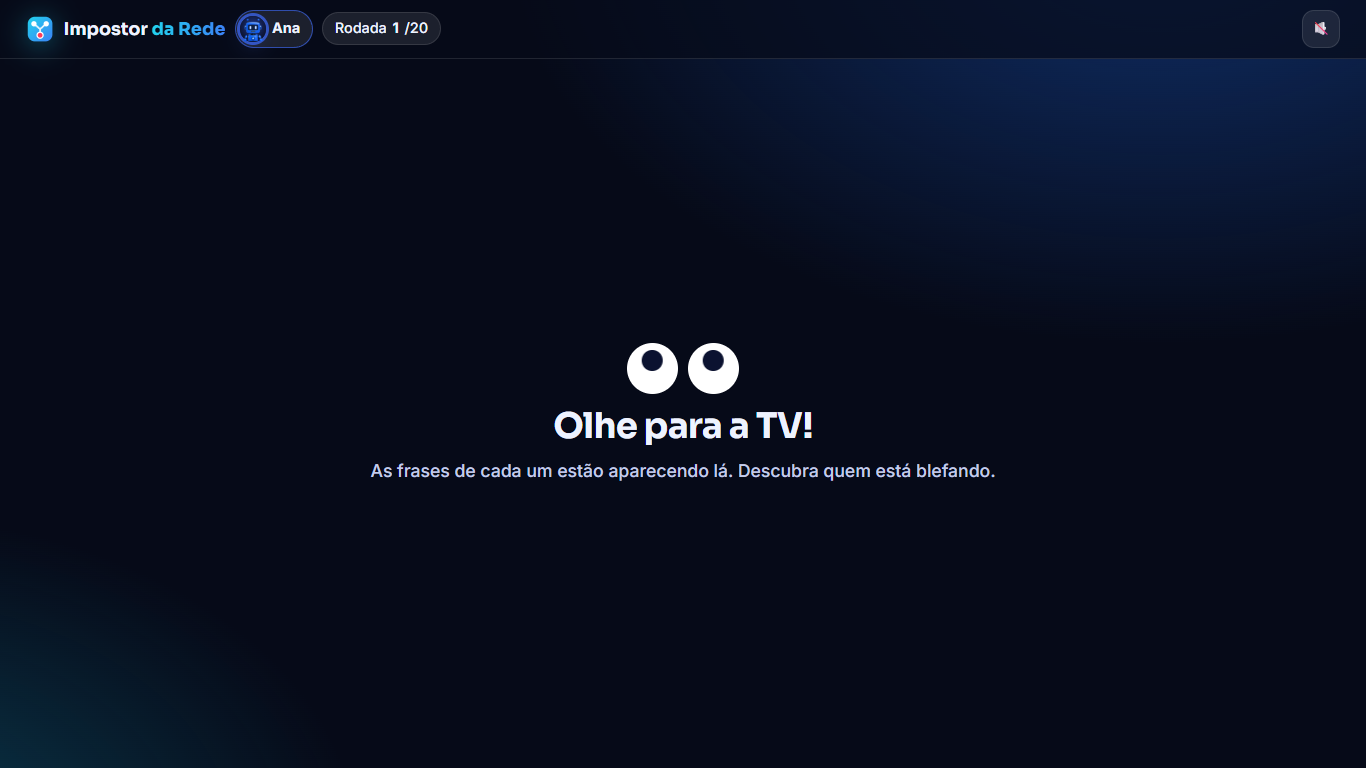 Impostor da Rede Ana Rodada 1 /20
Olhe para a TV!
As frases de cada um estão aparecendo lá. Descubra quem está blefando.